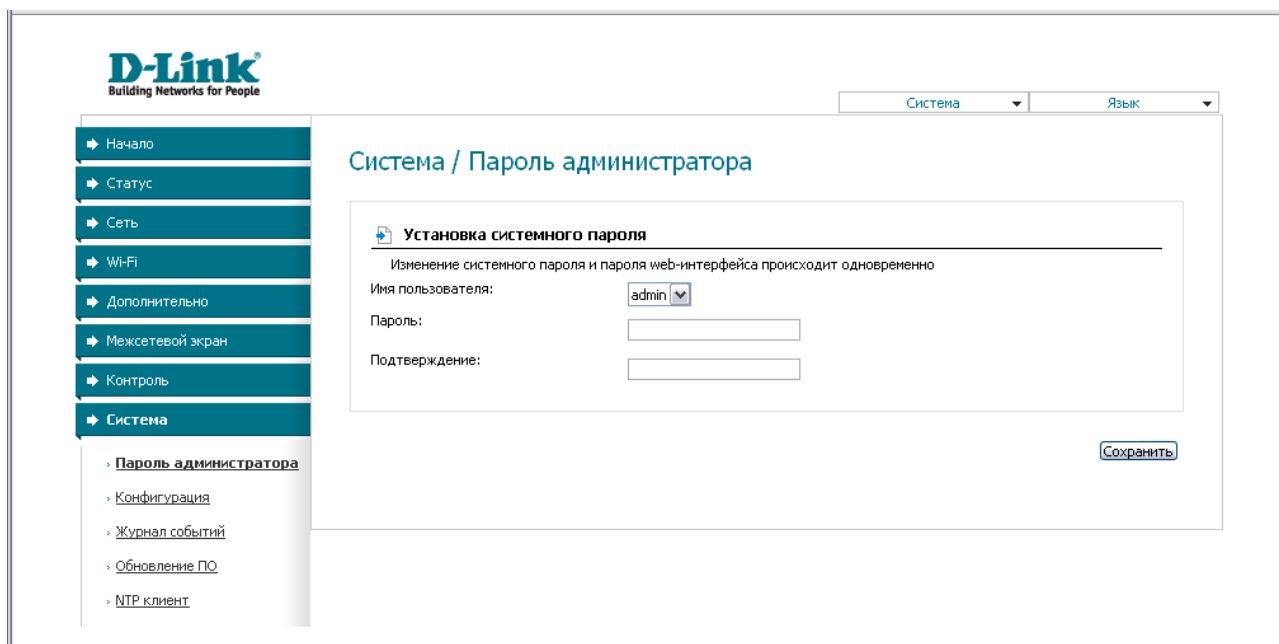 D-Link
Building Networks for People
Система
Язык
Начало
Статус
Сеть
Wi-Fi
Дополнительно
Межсетевой экран
Контроль
Система
Пароль администратора
Конфигурация
Журнал событий
Обновление ПО
NTP клиент
Система / Пароль администратора
Установка системного пароля
Изменение системного пароля и пароля web-интерфейса происходит одновременно
Имя пользователя: admin
Пароль:
Подтверждение:
Сохранить